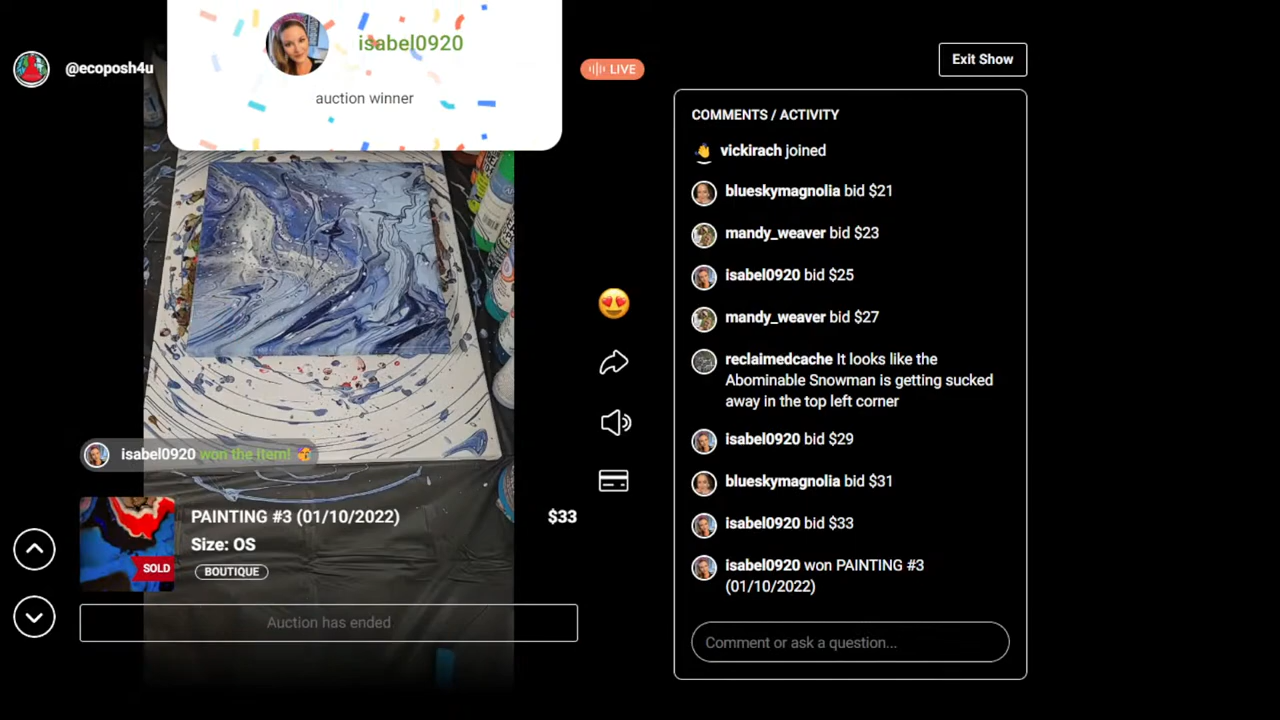 @ecoposh4u
isabel0920
auction winner
LIVE
Exit Show
COMMENTS / ACTIVITY
vickirach joined
blueskymagnolia bid $21
mandy_weaver bid $23
isabel0920 bid $25
mandy_weaver bid $27
reclaimedcache It looks like the
Abominable Snowman is getting sucked
away in the top left corner
isabel0920 bid $29
blueskymagnolia bid $31
isabel0920 bid $33
isabel0920 won PAINTING #3
(01/10/2022)
Comment or ask a question...
isabel0920 won the item!
SOLD
PAINTING #3 (01/10/2022)
$33
Size: OS
BOUTIQUE
Auction has ended